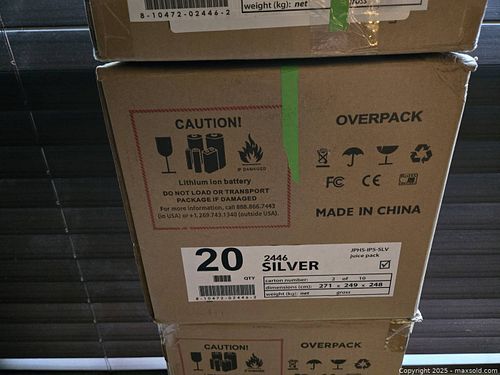 8-10472-02446-2
weight (kg): net gross
CAUTION!
IF DAMAGED
Lithium ion battery
DO NOT LOAD OR TRANSPORT
PACKAGE IF DAMAGED
For more information, call 888.866.7443
(in USA) or +1.269.743.1340 (outside USA).
OVERPACK
FC CE
MADE IN CHINA
20 QTY
8-10472-02446-2
2446
SILVER
JPHS-IPS-SLV
juice pack
carton number: 2 of 10
dimensions (cm): 271 x 249 x 248
weight (kg): net gross
CAUTION!
OVERPACK
Copyright 2025 - maxsold.com